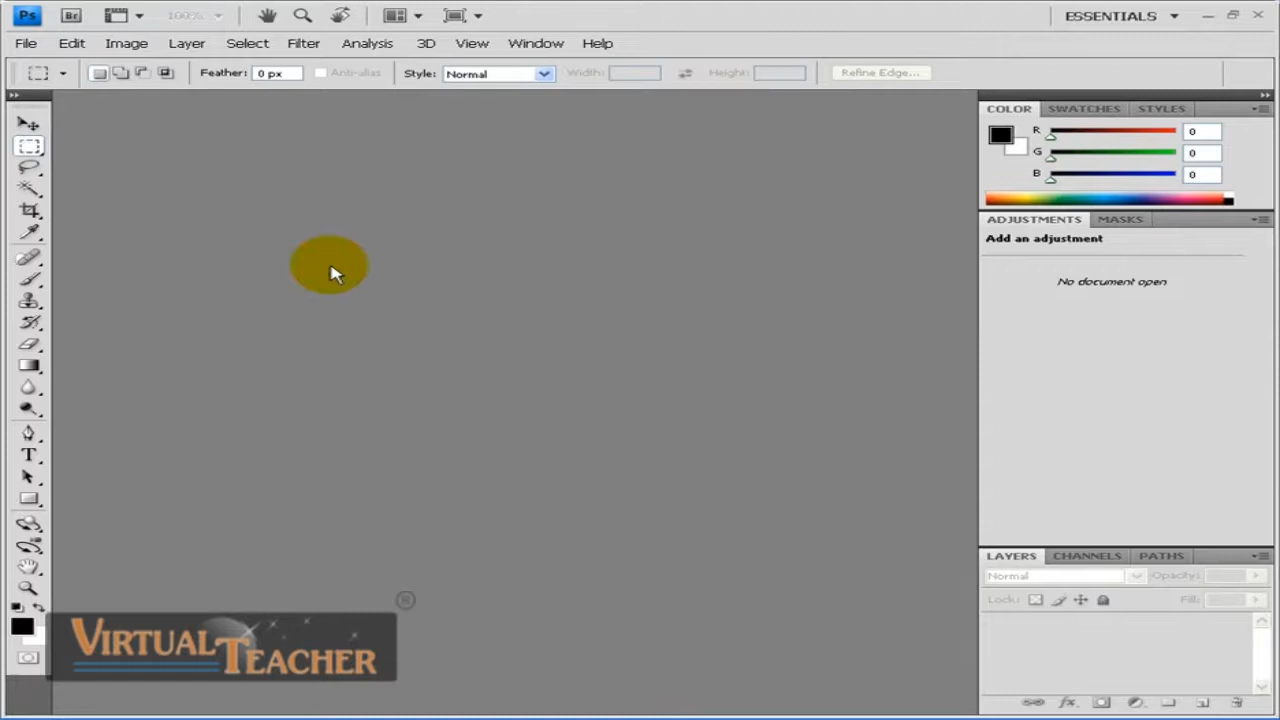 Ps Br 100% ESSENTIALS
File Edit Image Layer Select Filter Analysis 3D View Window Help
Feather: 0 px Anti-alias Style: Normal Width: Height: Refine Edge...
COLOR SWATCHES STYLES
R 0
G 0
B 0
ADJUSTMENTS MASKS
Add an adjustment
No document open
T
LAYERS CHANNELS PATHS
Normal Opacity:
Lock: Fill:
fx
VIRTUAL TEACHER
®